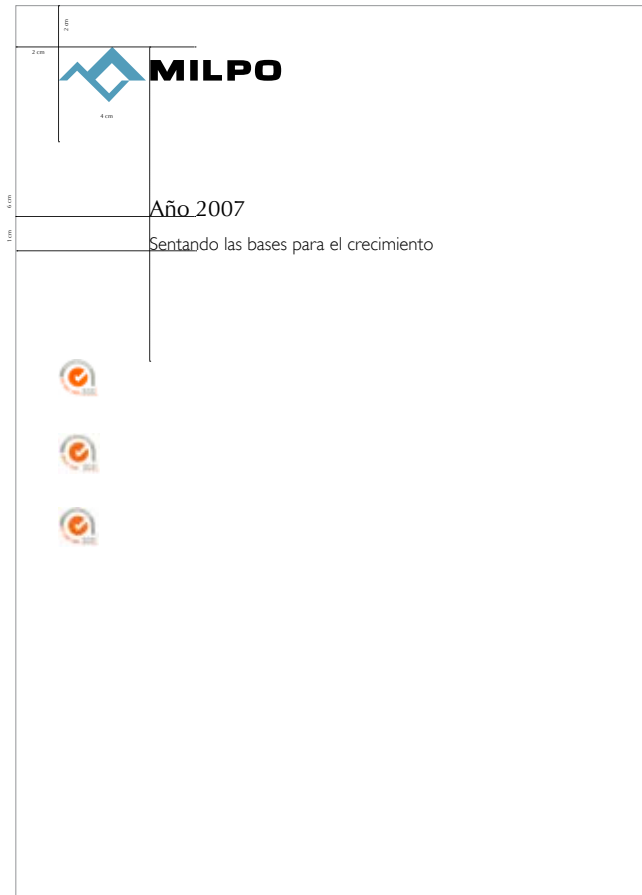 2 cm
2 cm
MILPO
4 cm
6 cm
Año 2007
1 cm
Sentando las bases para el crecimiento